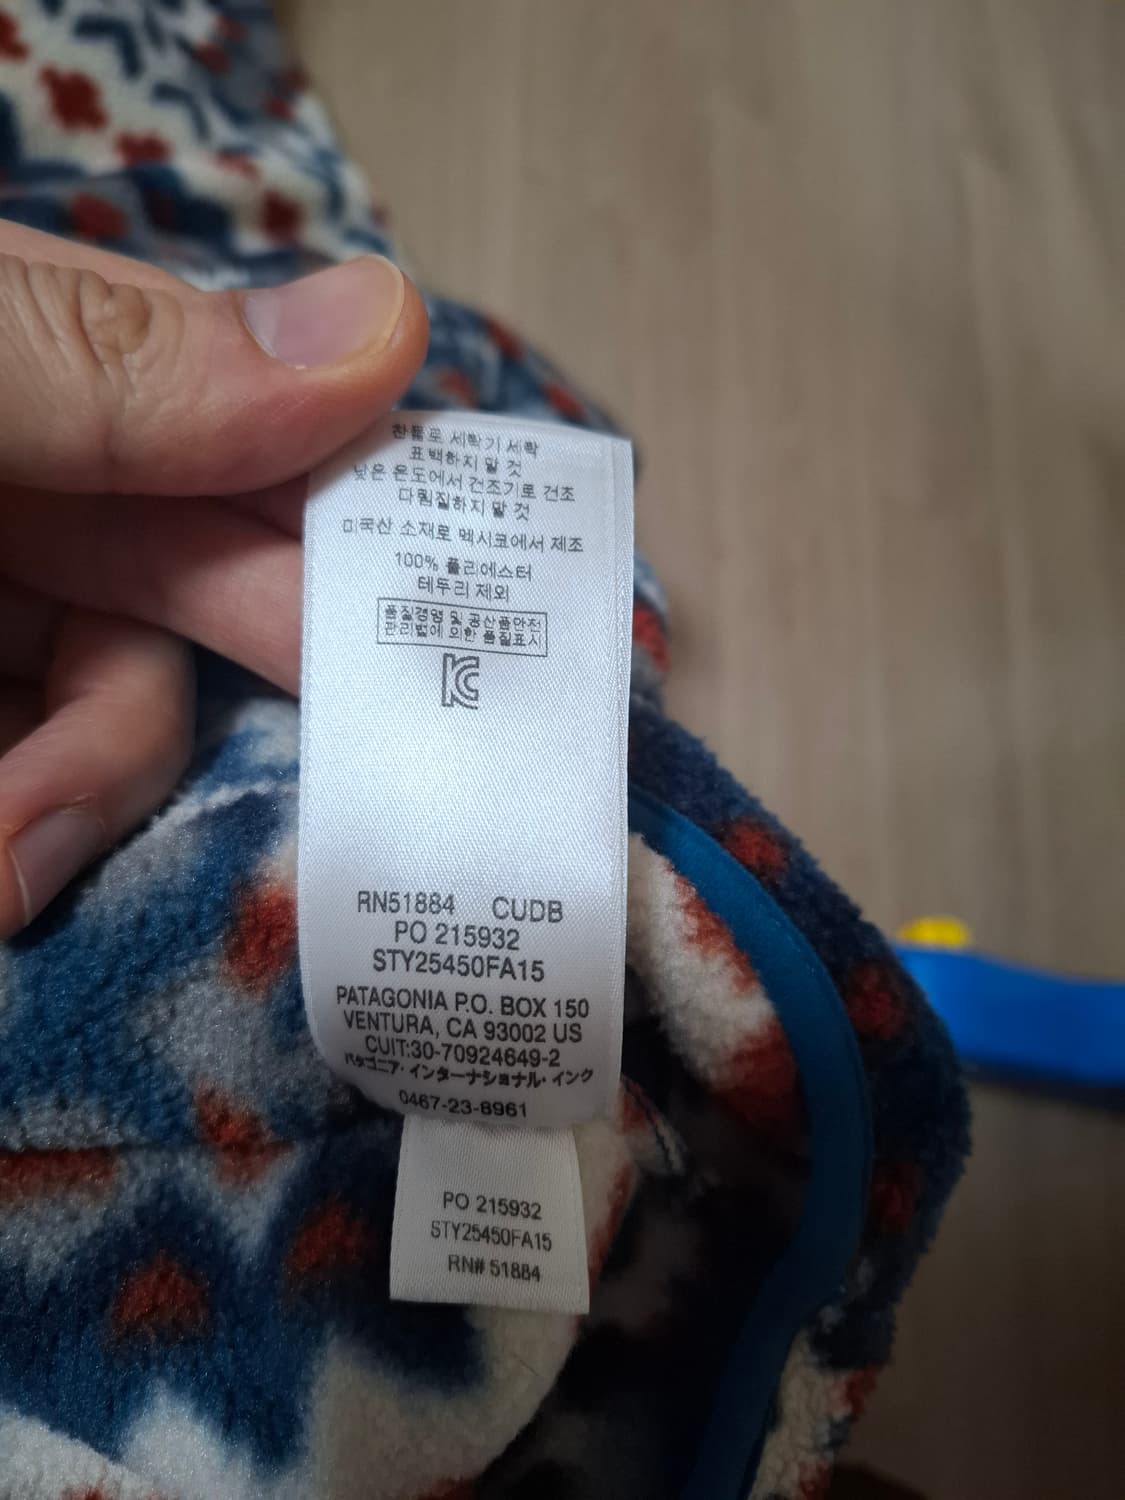 찬물로 세탁기 세탁
표백하지 말 것
낮은 온도에서 건조기로 건조
다림질하지 말 것
미국산 소재로 멕시코에서 제조
100% 폴리에스터
테두리 제외
품질경영 및 공산품안전
관리법에 의한 품질표시
KC
RN51884 CUDB
PO 215932
STY25450FA15
PATAGONIA P.O. BOX 150
VENTURA, CA 93002 US
CUIT:30-70924649-2
パタゴニア・インターナショナル・インク
0467-23-8961
PO 215932
STY25450FA15
RN# 51884